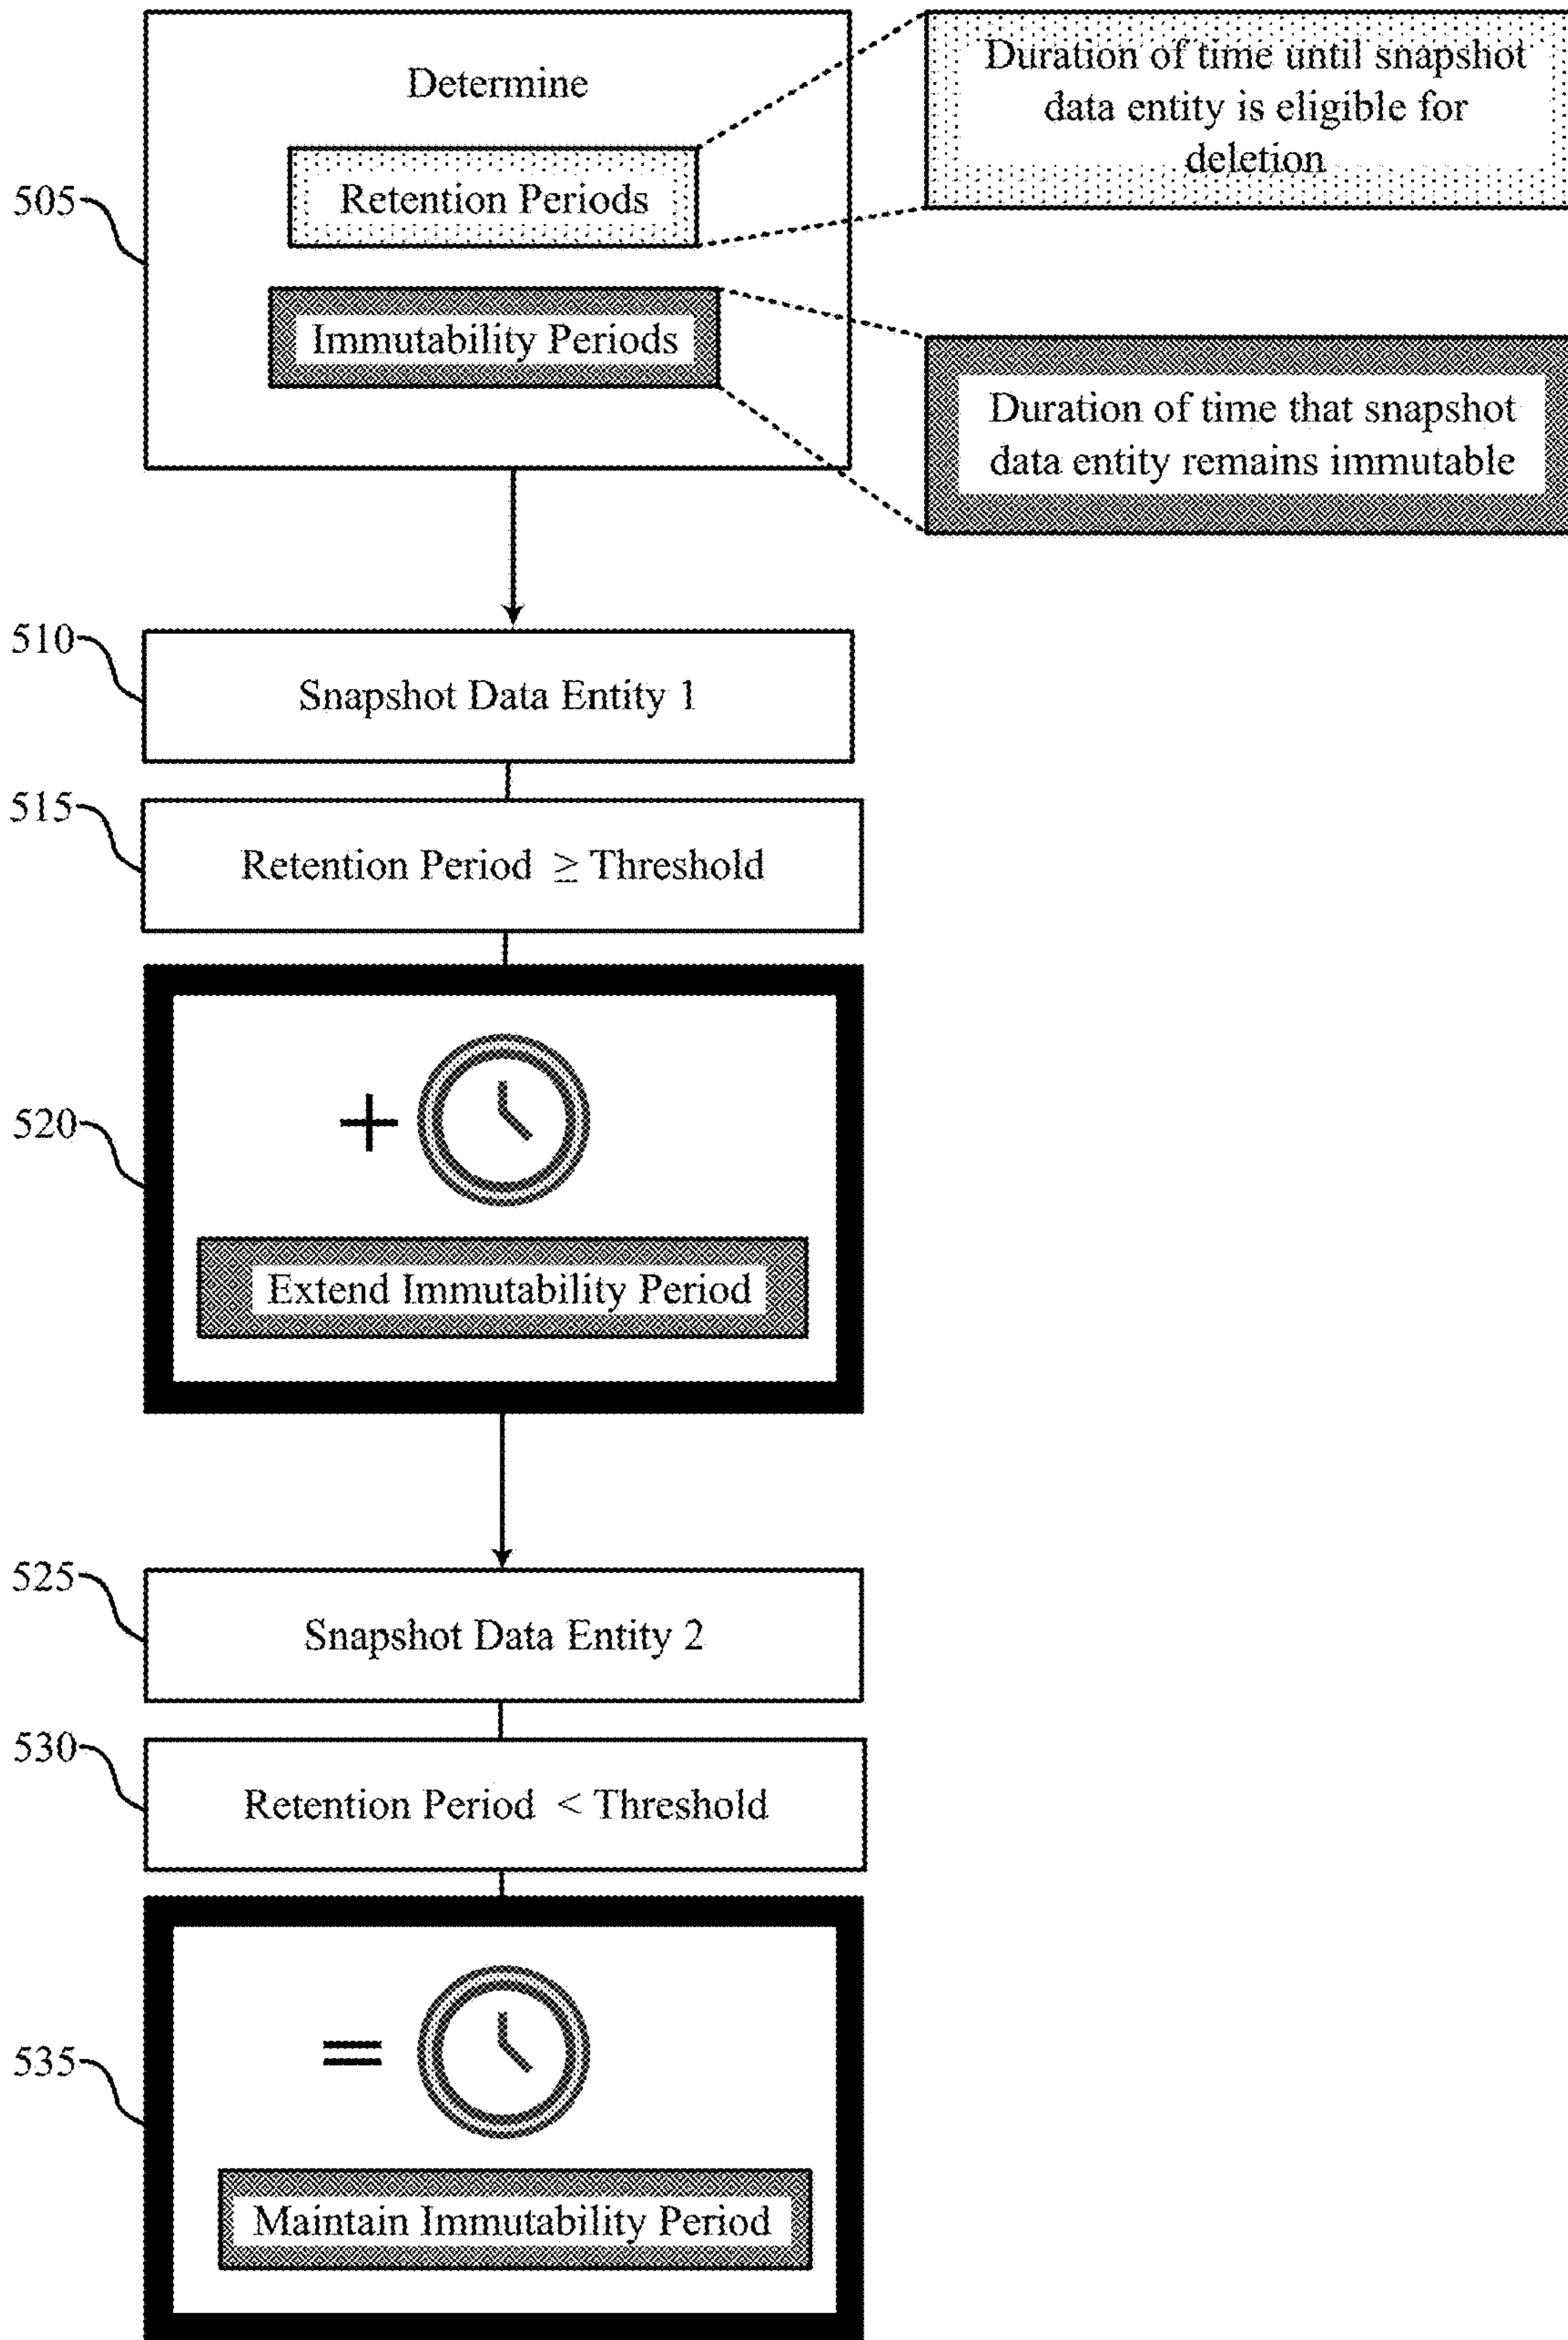 Determine
Duration of time until snapshot
data entity is eligible for
deletion
505
Retention Periods
Immutability Periods
Duration of time that snapshot
data entity remains immutable
510
Snapshot Data Entity 1
515
Retention Period ≥ Threshold
+
520
Extend Immutability Period
525
Snapshot Data Entity 2
530
Retention Period < Threshold
=
535
Maintain Immutability Period